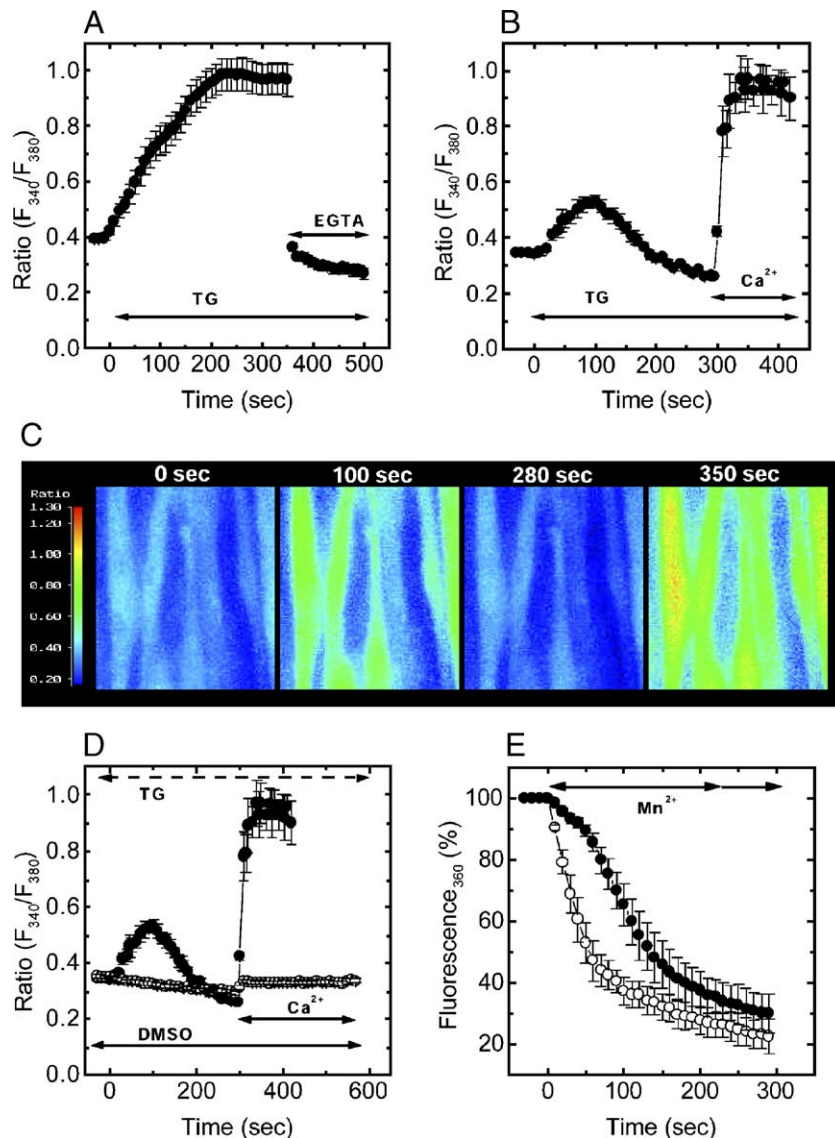 A
Ratio (F340/F380)
1.0
0.8
0.6
0.4
0.2
0.0
EGTA
TG
0 100 200 300 400 500
Time (sec)
B
Ratio (F340/F380)
1.0
0.8
0.6
0.4
0.2
0.0
Ca2+
TG
0 100 200 300 400
Time (sec)
C
0 sec 100 sec 280 sec 350 sec
Ratio
1.30
1.20
1.00
0.80
0.60
0.40
0.20
D
Ratio (F340/F380)
1.0
0.8
0.6
0.4
0.2
0.0
TG
Ca2+
DMSO
0 200 400 600
Time (sec)
E
Fluorescence360 (%)
100
80
60
40
20
Mn2+
0 100 200 300
Time (sec)